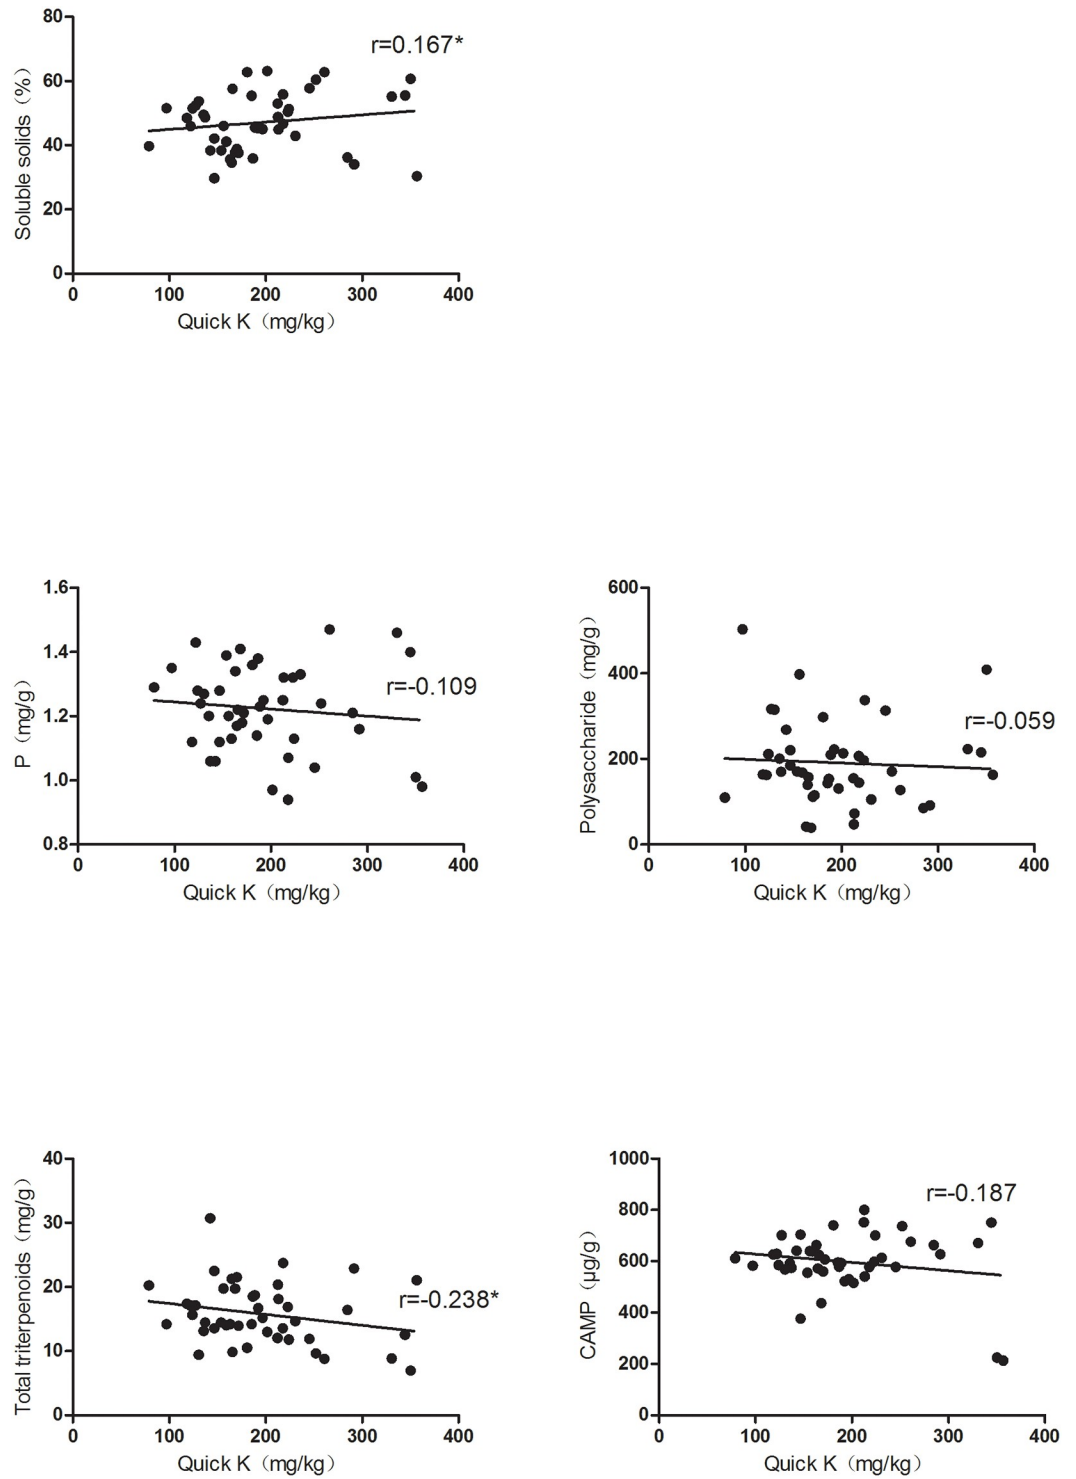 80
r=0.167*
60
40
20
0
Soluble solids（%）
0 100 200 300 400
Quick K（mg/kg）
1.6
1.4
r=-0.109
1.2
1.0
0.8
P（mg/g）
0 100 200 300 400
Quick K（mg/kg）
600
400
r=-0.059
200
0
Polysaccharide（mg/g）
0 100 200 300 400
Quick K（mg/kg）
40
30
20
r=-0.238*
10
0
Total triterpenoids（mg/g）
0 100 200 300 400
Quick K（mg/kg）
1000
r=-0.187
800
600
400
200
0
CAMP（μg/g）
0 100 200 300 400
Quick K（mg/kg）